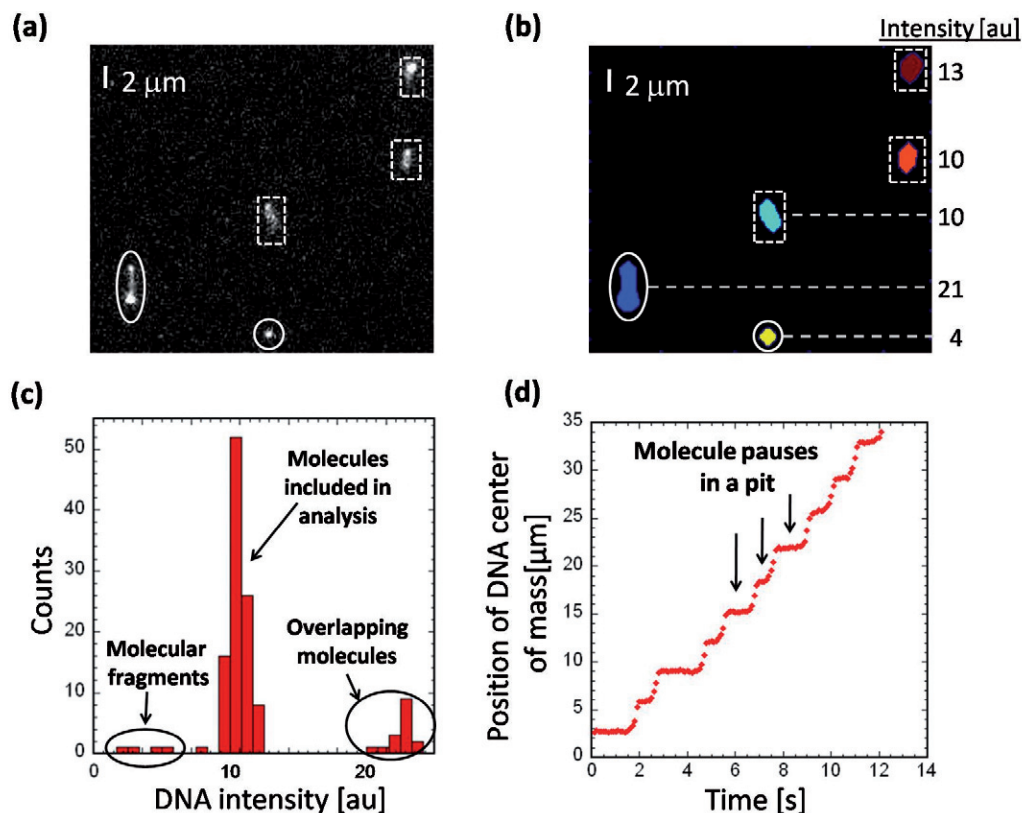 (a)
2 μm
(b)
Intensity [au]
2 μm
13
10
10
21
4
(c)
50
40
30
20
10
0
Counts
Molecules
included in
analysis
Overlapping
molecules
Molecular
fragments
0
10
20
DNA intensity [au]
(d)
35
30
25
20
15
10
5
0
Position of DNA center
of mass[μm]
Molecule pauses
in a pit
0
2
4
6
8
10
12
14
Time [s]